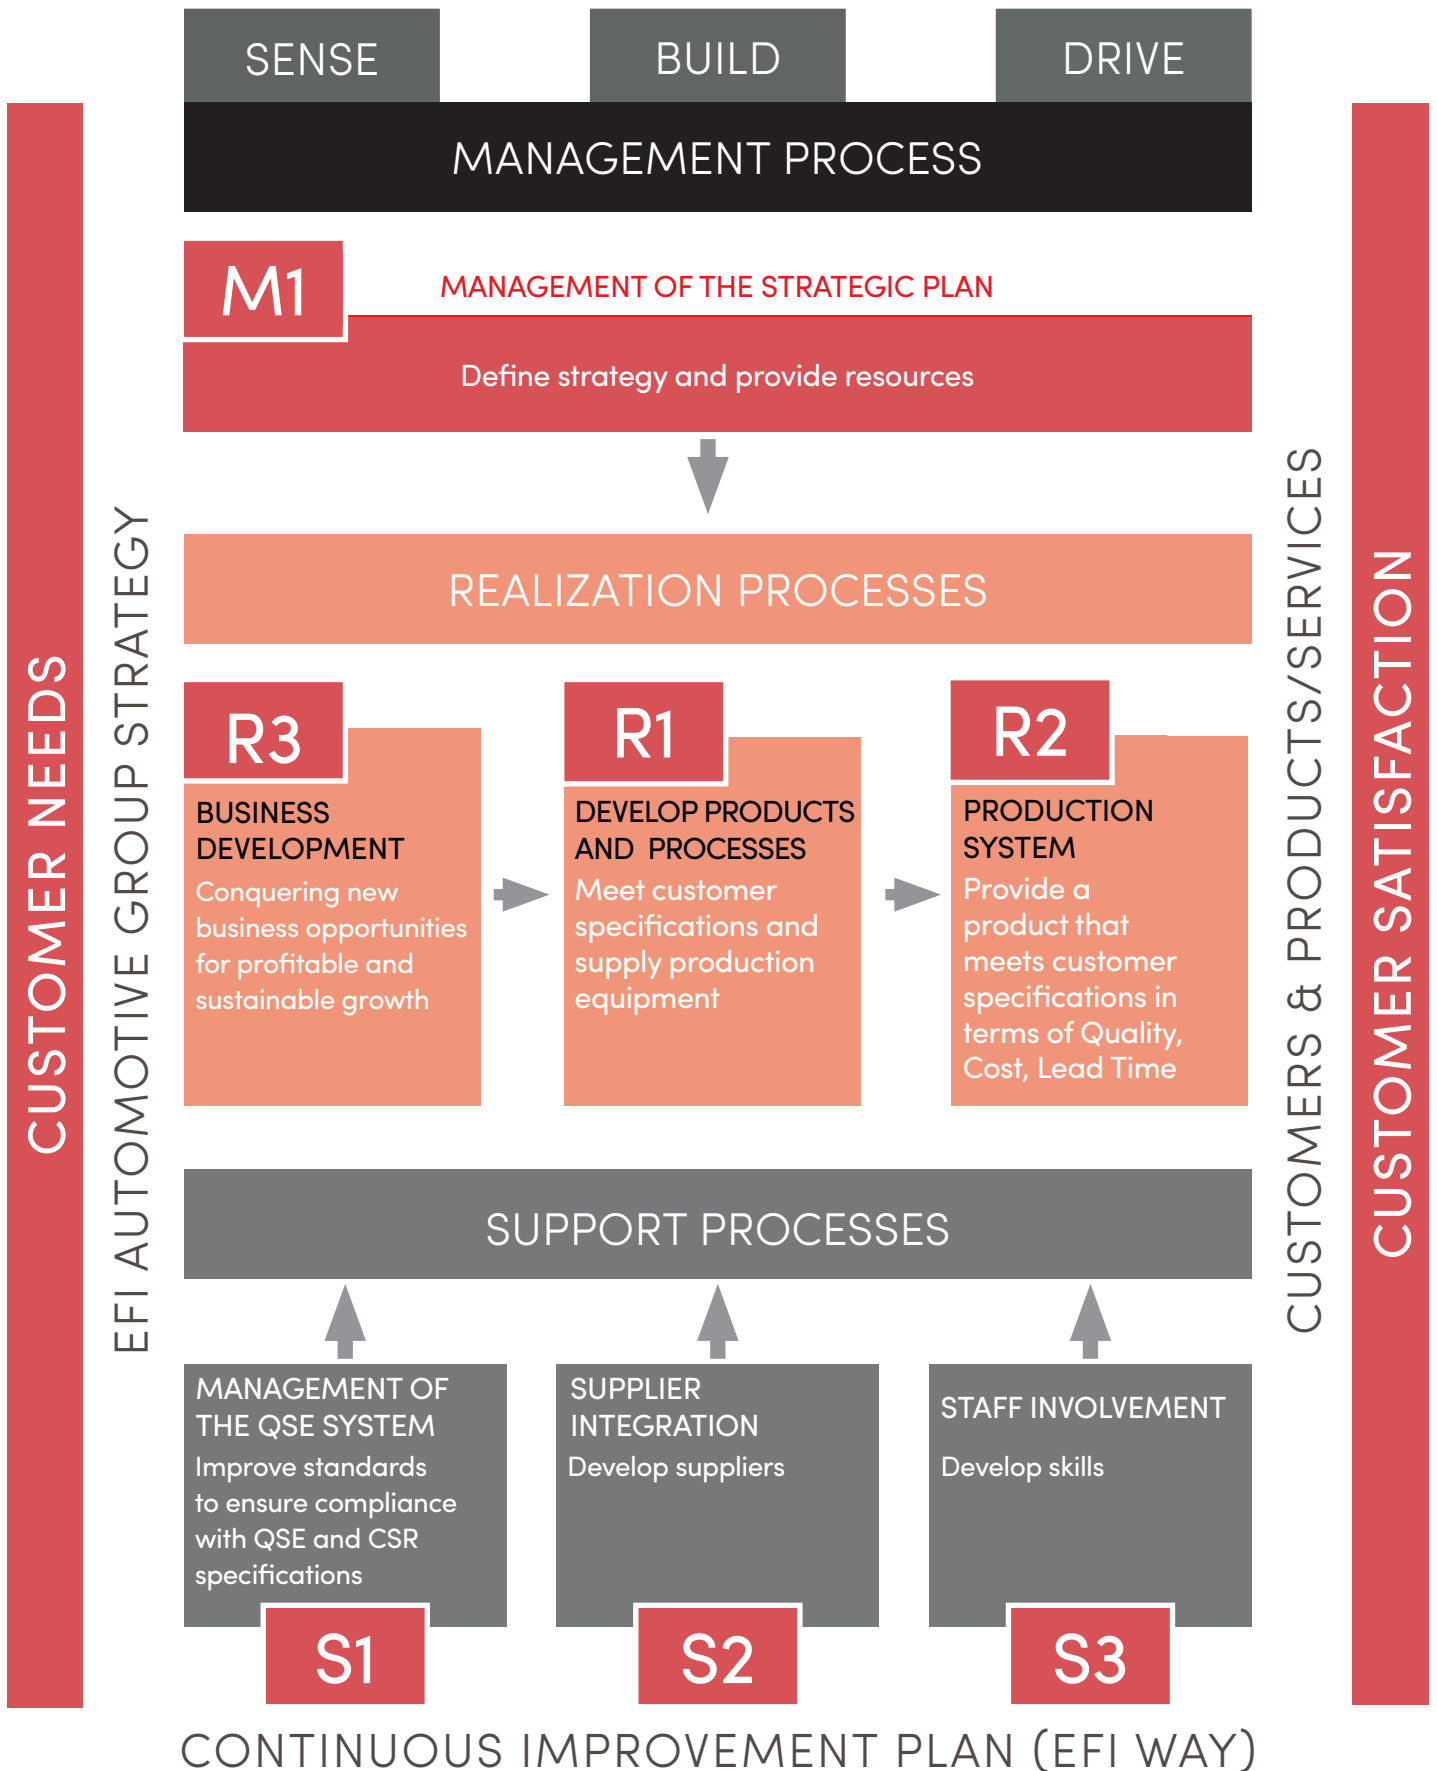 SENSE
BUILD
DRIVE
MANAGEMENT PROCESS
M1
MANAGEMENT OF THE STRATEGIC PLAN
Define strategy and provide resources
CUSTOMER NEEDS
EFI AUTOMOTIVE GROUP STRATEGY
REALIZATION PROCESSES
R3
BUSINESS
DEVELOPMENT
Conquering new
business opportunities
for profitable and
sustainable growth
R1
DEVELOP PRODUCTS
AND PROCESSES
Meet customer
specifications and
supply production
equipment
R2
PRODUCTION
SYSTEM
Provide a
product that
meets customer
specifications in
terms of Quality,
Cost, Lead Time
CUSTOMERS & PRODUCTS/SERVICES
CUSTOMER SATISFACTION
SUPPORT PROCESSES
MANAGEMENT OF
THE QSE SYSTEM
Improve standards
to ensure compliance
with QSE and CSR
specifications
S1
SUPPLIER
INTEGRATION
Develop suppliers
S2
STAFF INVOLVEMENT
Develop skills
S3
CONTINUOUS IMPROVEMENT PLAN (EFI WAY)